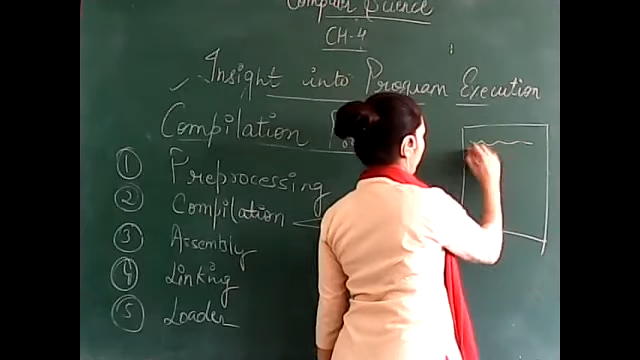 Computer Science
CH-4
Insight into Program Execution
Compilation
1 Preprocessing
2 Compilation
3 Assembly
4 Linking
5 Loader